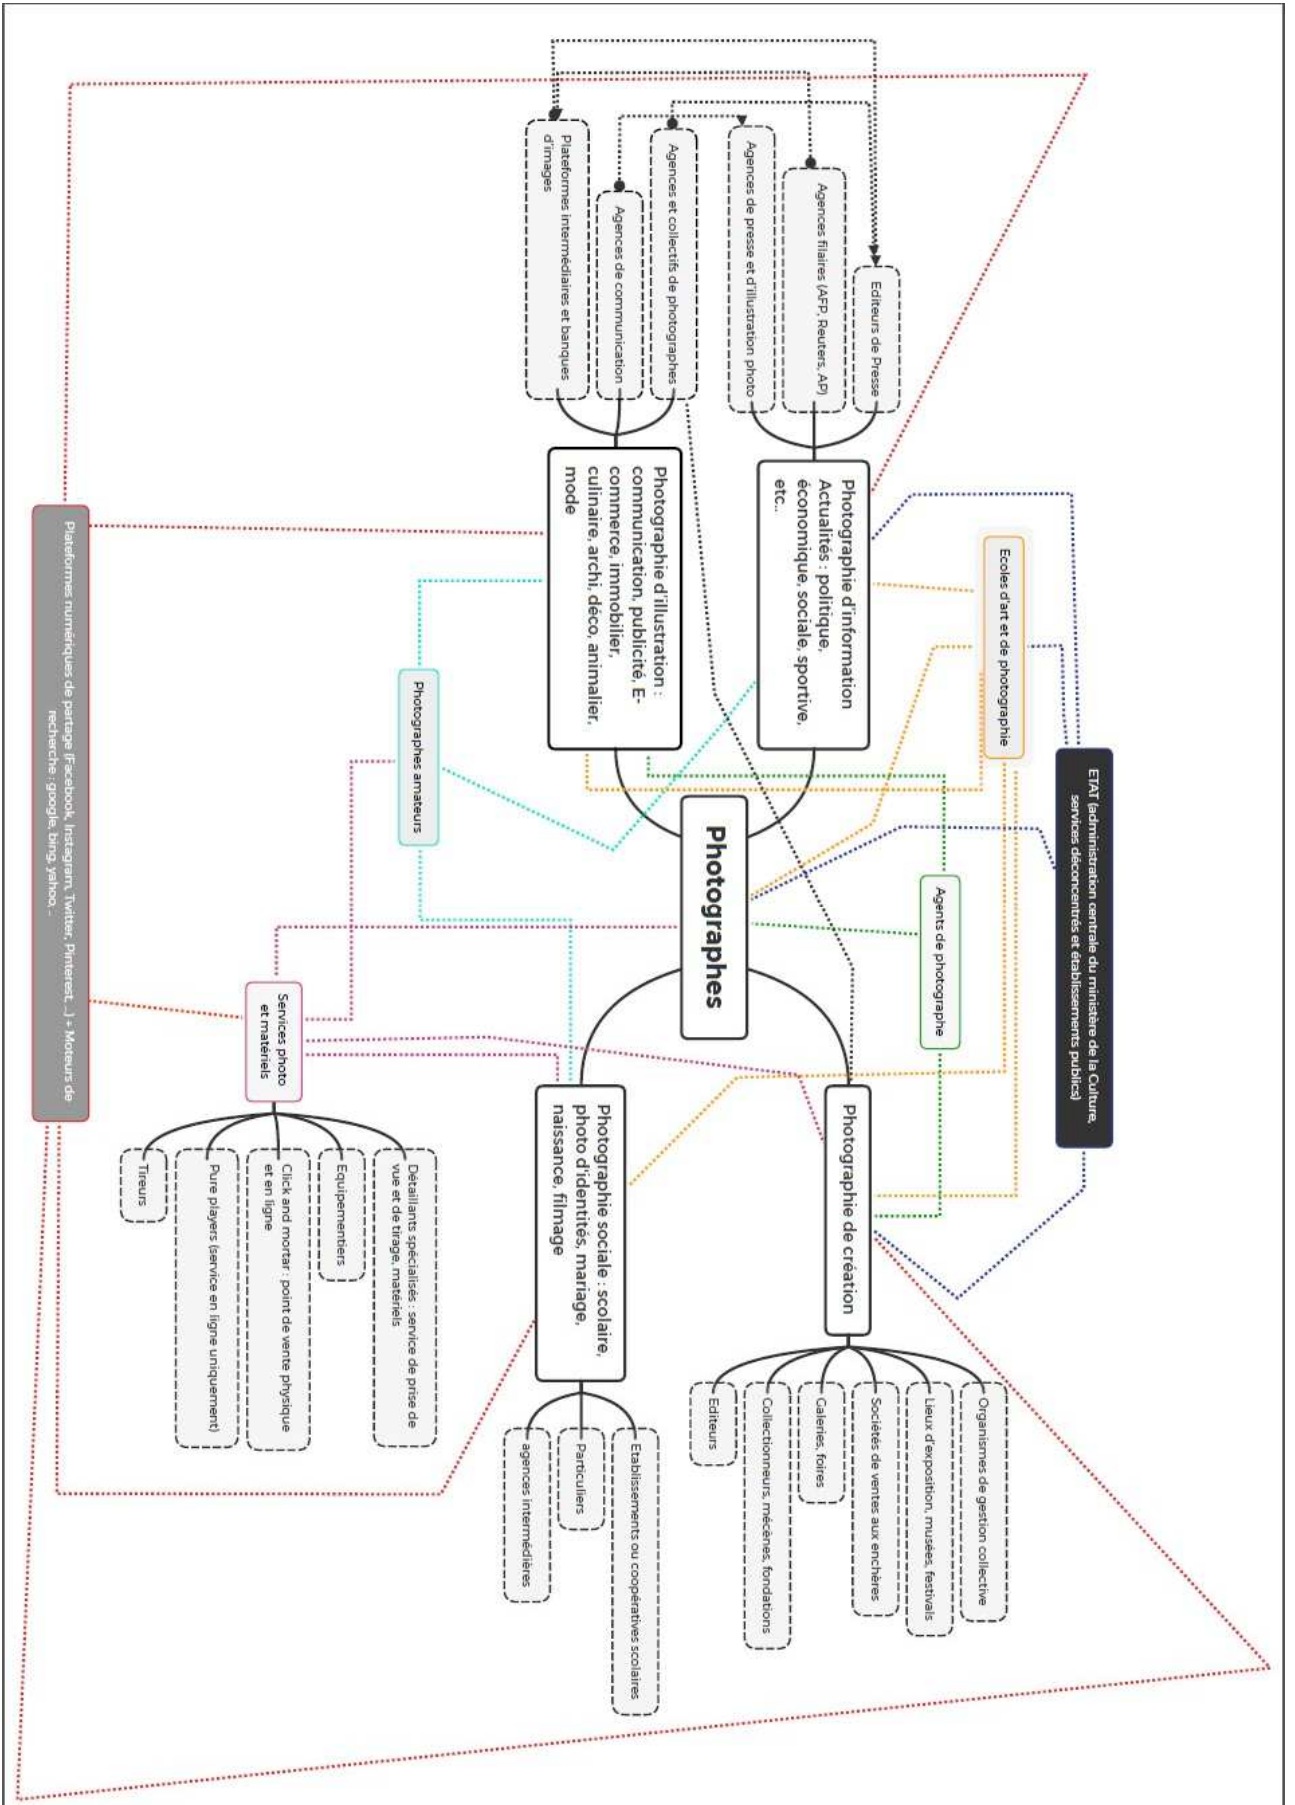 ETAT (administration centrale du ministère de la Culture,
services déconcentrés et établissements publics)
Ecoles d'art et de photographie
Agents de photographe
Editeurs de Presse
Agences filaires (AFP, Reuters, AP)
Agences de presse et d'illustration photo
Photographie d'information
Actualités : politique,
économique, sociale, sportive,
etc..
Photographie de création
Organismes de gestion collective
Lieux d'exposition, musées, festivals
Sociétés de ventes aux enchères
Galeries, foires
Collectionneurs, mécènes, fondations
Editeurs
Photographes
Agences et collectifs de photographes
Agences de communication
Plateformes intermédiaires et banques
d'images
Photographie d'illustration :
communication, publicité, E-
commerce, immobilier,
culinaire, archi, déco, animalier,
mode
Photographie sociale : scolaire,
photo d'identités, mariage,
naissance, filmage
Etablissements ou coopératives scolaires
Particuliers
agences intermédières
Photographes amateurs
Services photo
et matériels
Détaillants spécialisés : service de prise de
vue et de tirage, matériels
Equipementiers
Click and mortar : point de vente physique
et en ligne
Pure players (service en ligne uniquement)
Tireurs
Plateformes numériques de partage (Facebook, Instagram, Twitter, Pinterest, ..) + Moteurs de
recherche : google, bing, yahoo, ..